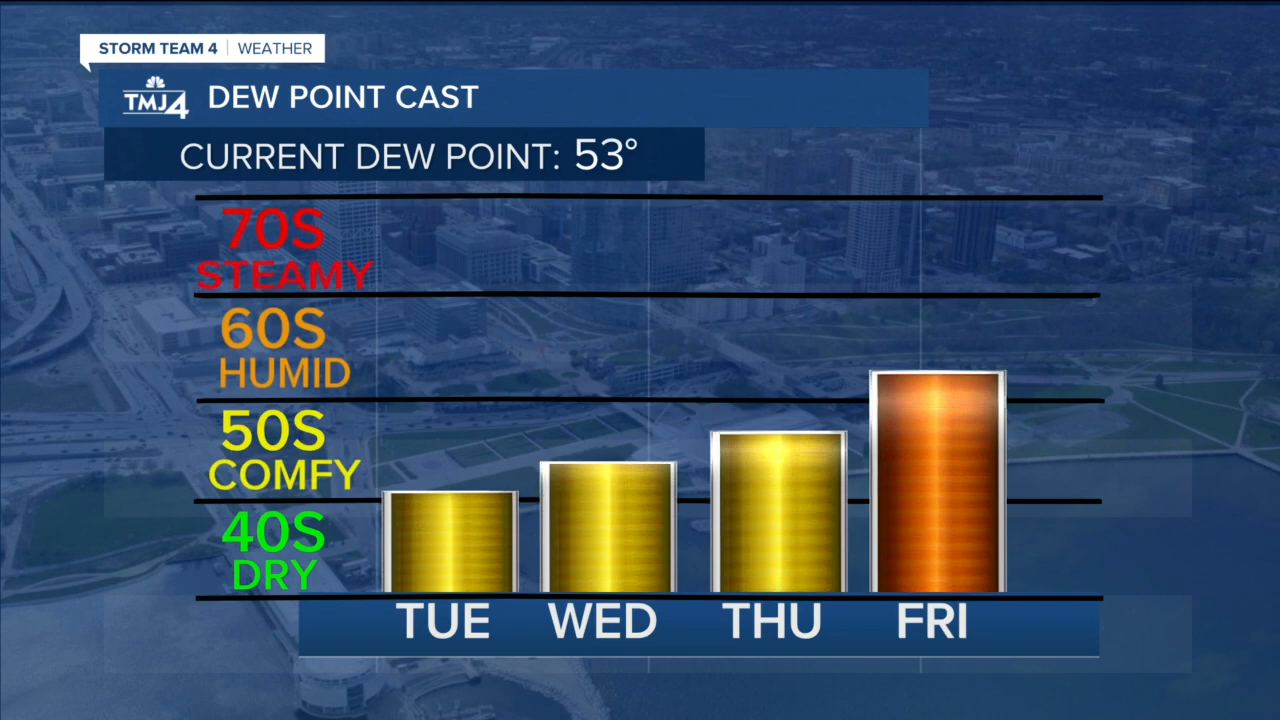 STORM TEAM 4 | WEATHER
TMJ4 DEW POINT CAST
CURRENT DEW POINT: 53°
70S
STEAMY
60S
HUMID
50S
COMFY
40S
DRY
TUE WED THU FRI